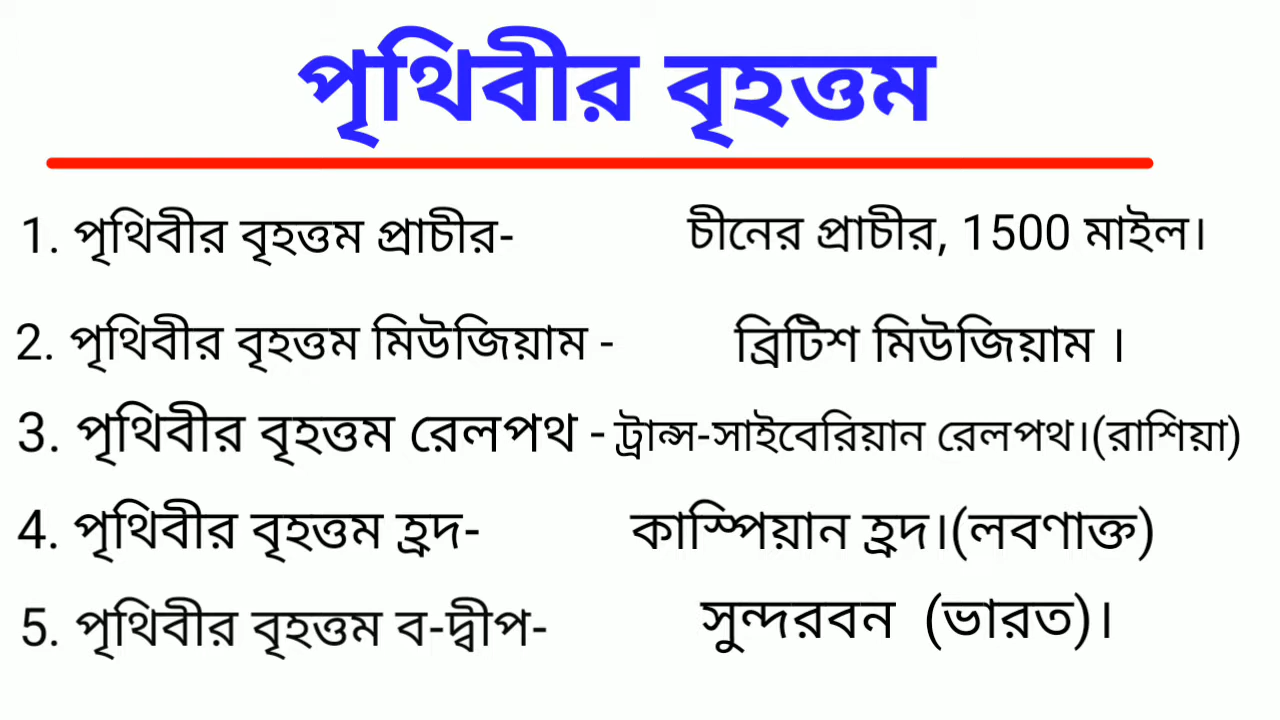 পৃথিবীর বৃহত্তম
1. পৃথিবীর বৃহত্তম প্রাচীর- চীনের প্রাচীর, 1500 মাইল।
2. পৃথিবীর বৃহত্তম মিউজিয়াম - ব্রিটিশ মিউজিয়াম ।
3. পৃথিবীর বৃহত্তম রেলপথ - ট্রান্স-সাইবেরিয়ান রেলপথ।(রাশিয়া)
4. পৃথিবীর বৃহত্তম হ্রদ- কাস্পিয়ান হ্রদ।(লবণাক্ত)
5. পৃথিবীর বৃহত্তম ব-দ্বীপ- সুন্দরবন (ভারত)।